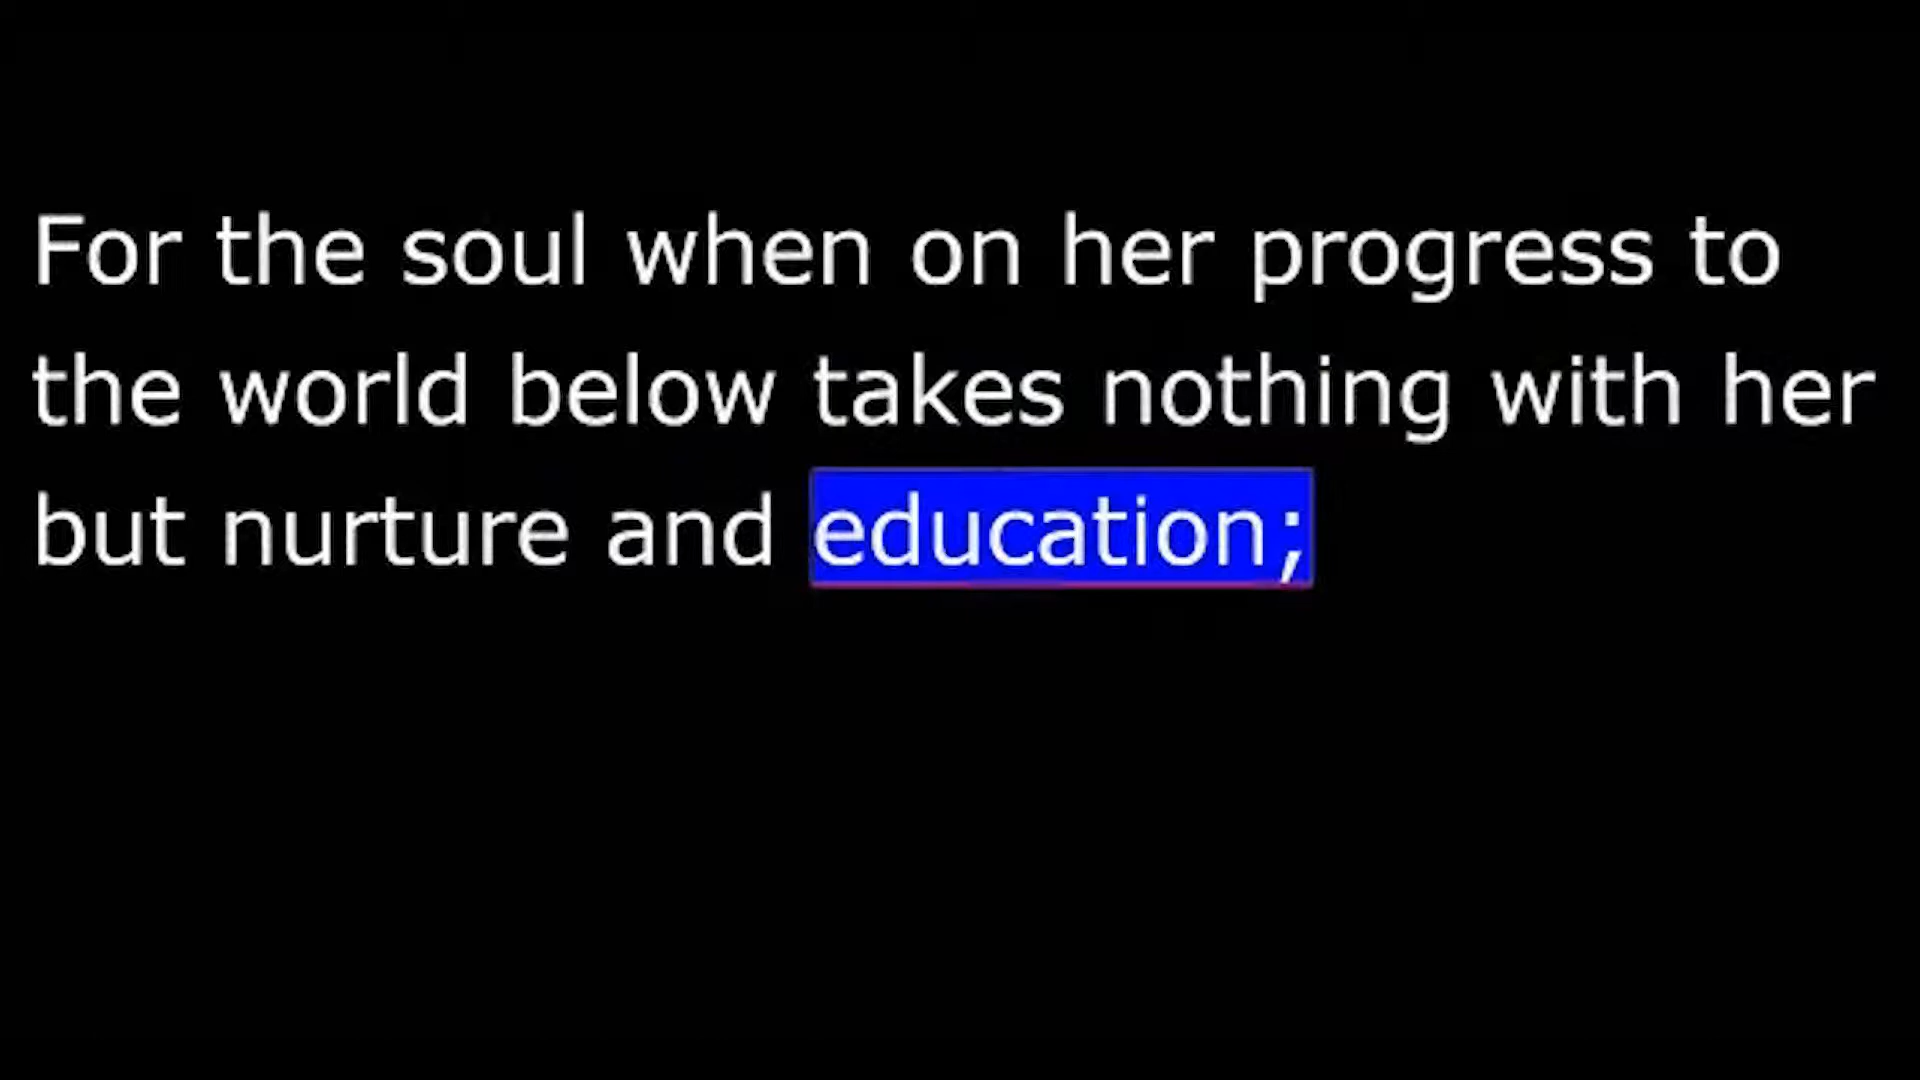 For the soul when on her progress to
the world below takes nothing with her
but nurture and education;